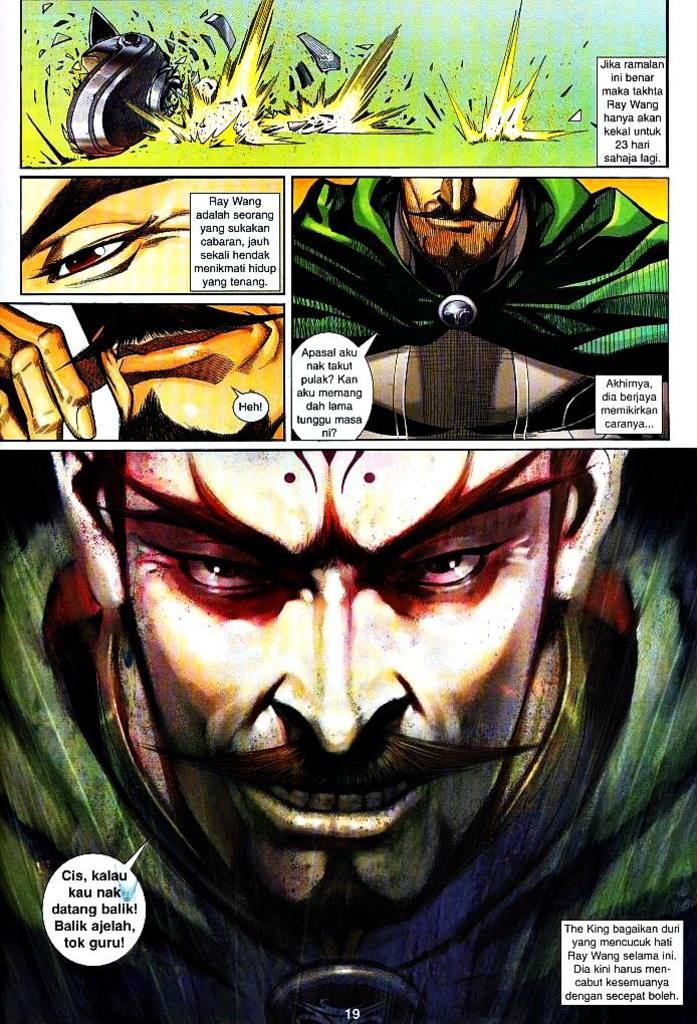 Jika ramalan
ini benar
maka takhta
Ray Wang
hanya akan
kekal untuk
23 hari
sahaja lagi.
Ray Wang
adalah seorang
yang sukakan
cabaran, jauh
sekali hendak
menikmati hidup
yang tenang.
Heh!
Apasal aku
nak takut
pulak? Kan
aku memang
dah lama
tunggu masa
ni?
Akhirnya,
dia berjaya
memikirkan
caranya...
Cis, kalau
kau nak
datang balik!
Balik ajelah,
tok guru!
The King bagaikan duri
yang mencucuk hati
Ray Wang selama ini.
Dia kini harus men-
cabut kesemuanya
dengan secepat boleh.
19